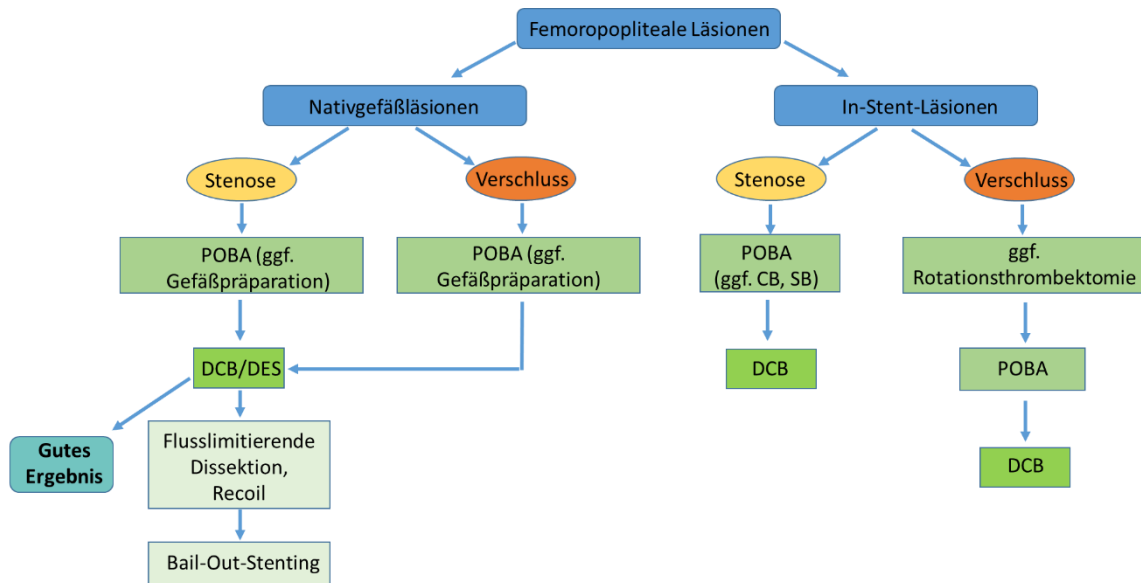 Femoropopliteale Läsionen
Nativgefäßläsionen
In-Stent-Läsionen
Stenose
Verschluss
Stenose
Verschluss
POBA (ggf.
Gefäßpräparation)
POBA (ggf.
Gefäßpräparation)
POBA
(ggf. CB, SB)
ggf.
Rotationsthrombektomie
DCB/DES
DCB
POBA
Gutes
Ergebnis
Flusslimitierende
Dissektion,
Recoil
DCB
Bail-Out-Stenting